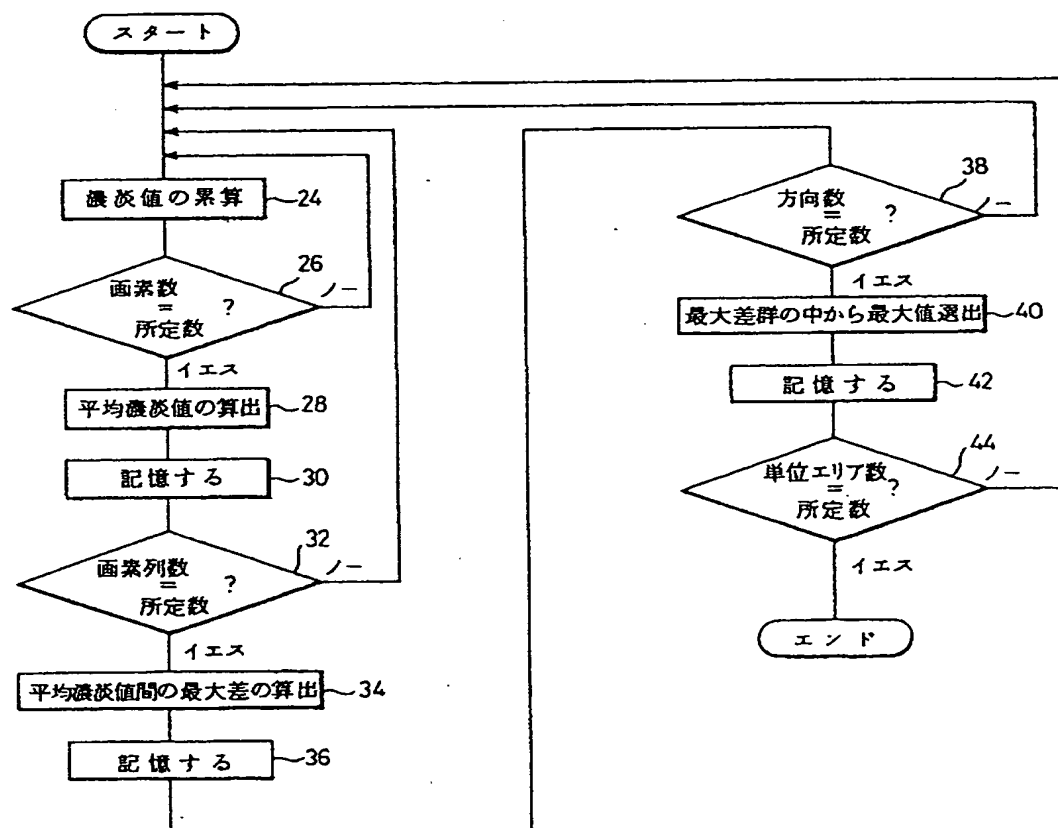 スタート
濃淡値の累算
24
26
画素数
=
所定数
?
ノー
イエス
平均濃淡値の算出
28
記憶する
30
32
画素列数
=
所定数
?
ノー
イエス
平均濃淡値間の最大差の算出
34
記憶する
36
38
方向数
=
所定数
?
ノー
イエス
最大差群の中から最大値選出
40
記憶する
42
44
単位エリア数
=
所定数
?
ノー
イエス
エンド